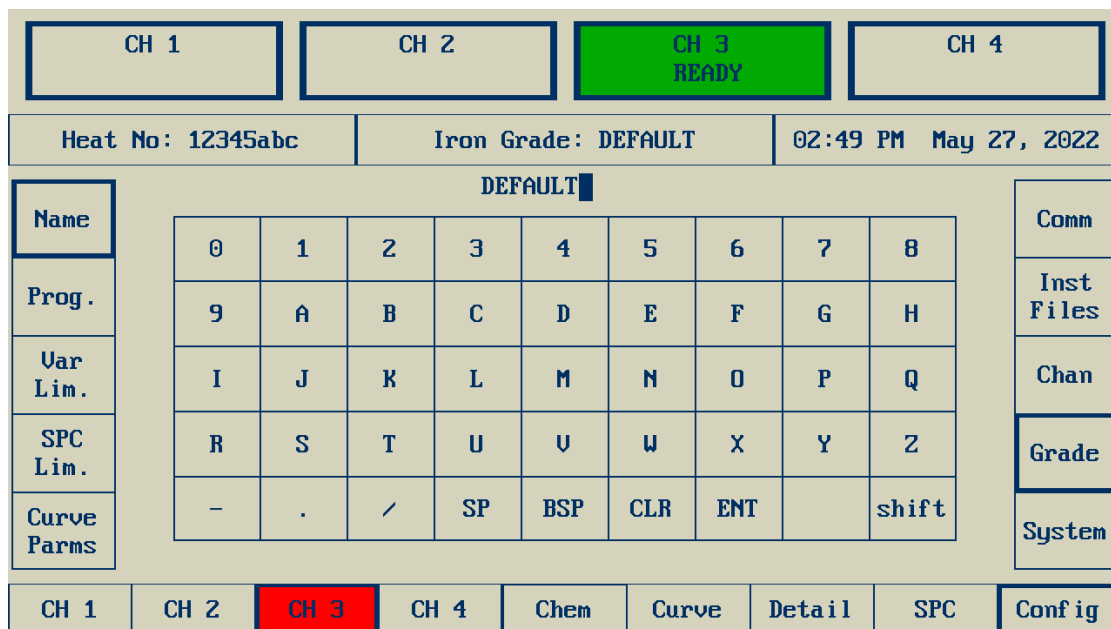 CH 1 CH 2 CH 3 CH 4
READY
Heat No: 12345abc Iron Grade: DEFAULT 02:49 PM May 27, 2022
DEFAULT
Name
Prog.
Var
Lim.
SPC
Lim.
Curve
Parms
0 1 2 3 4 5 6 7 8
9 A B C D E F G H
I J K L M N O P Q
R S T U V W X Y Z
- . / SP BSP CLR ENT shift
Comm
Inst
Files
Chan
Grade
System
CH 1 CH 2 CH 3 CH 4 Chem Curve Detail SPC Config